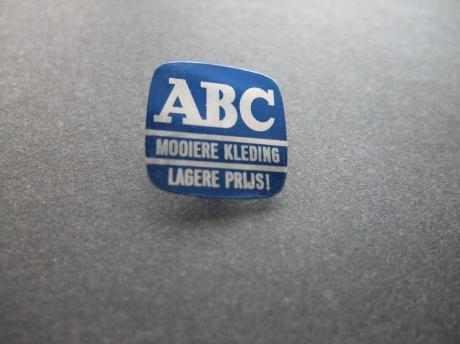 ABC
MOOIERE KLEDING
LAGERE PRIJS!